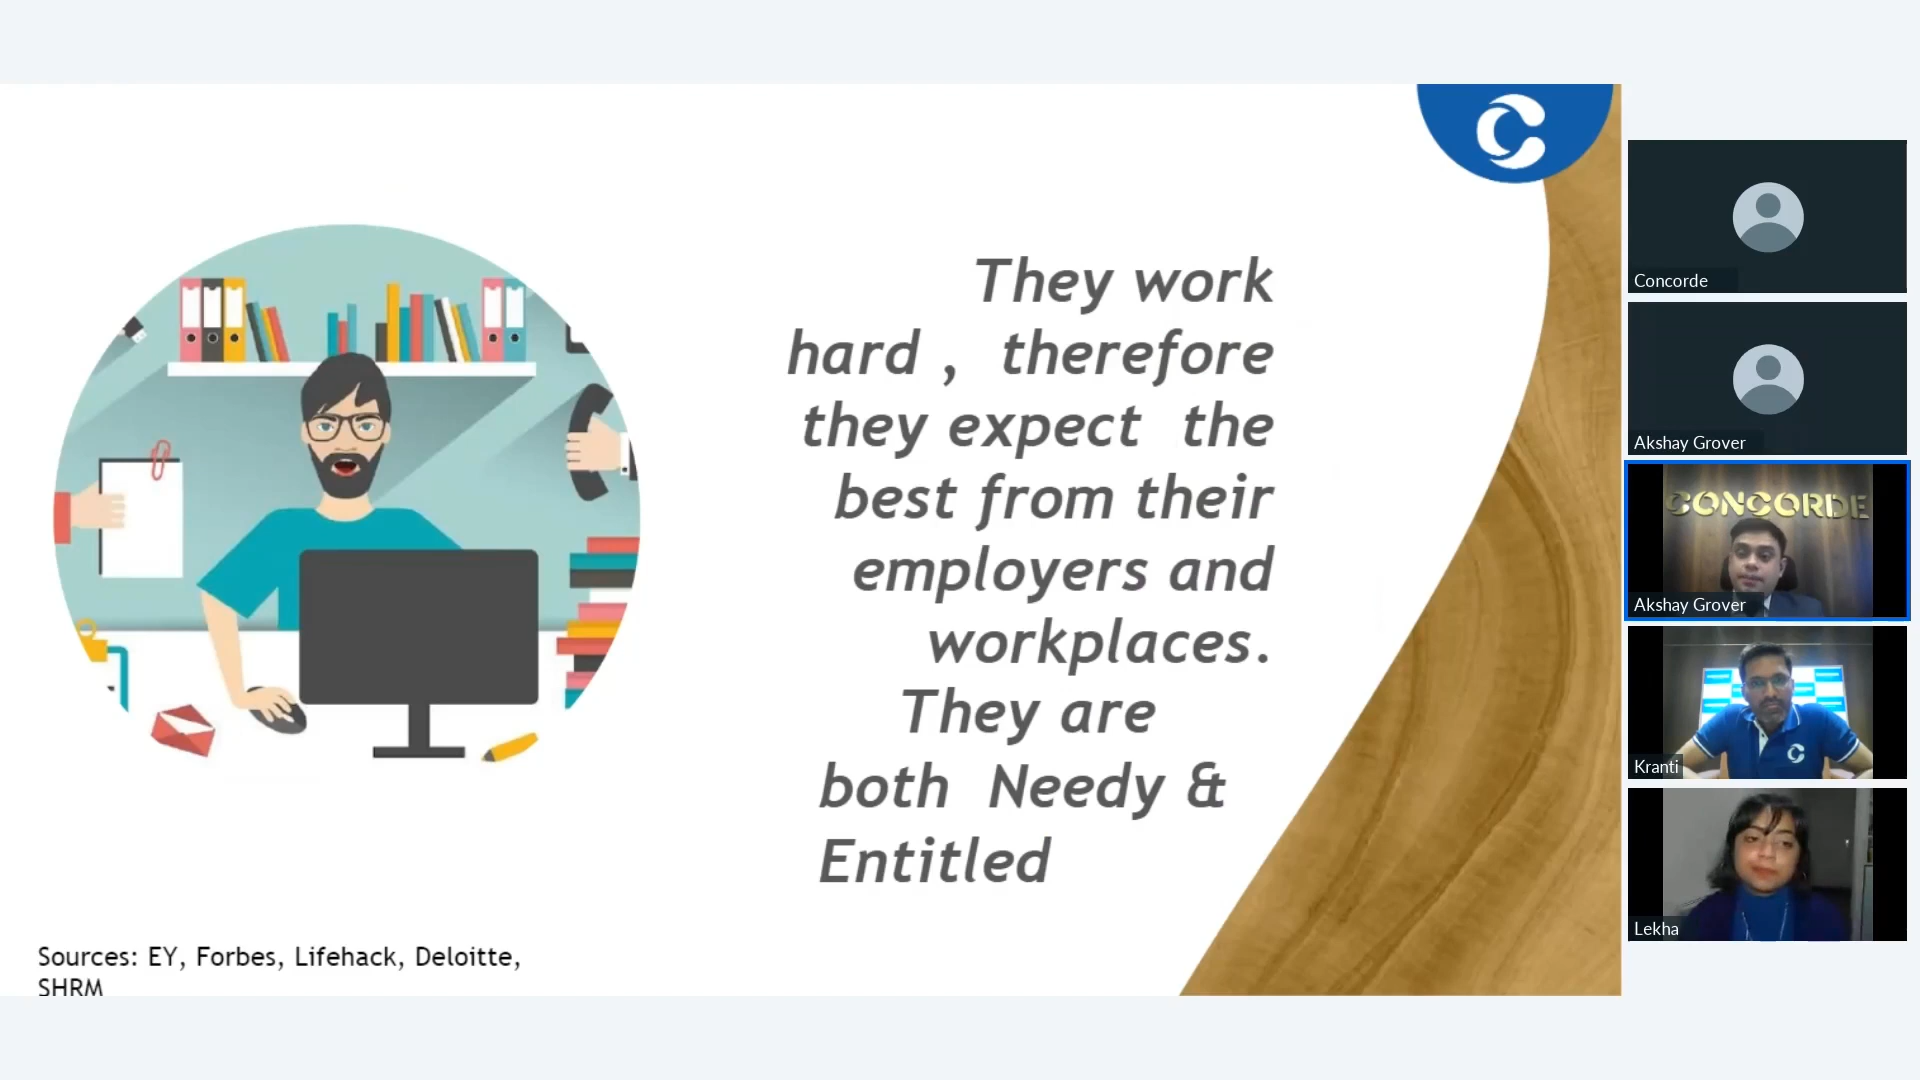 They work
hard , therefore
they expect the
best from their
employers and
workplaces.
They are
both Needy &
Entitled
Sources: EY, Forbes, Lifehack, Deloitte,
SHRM
Concorde
Akshay Grover
CONCORDE
Akshay Grover
Kranti
Lekha